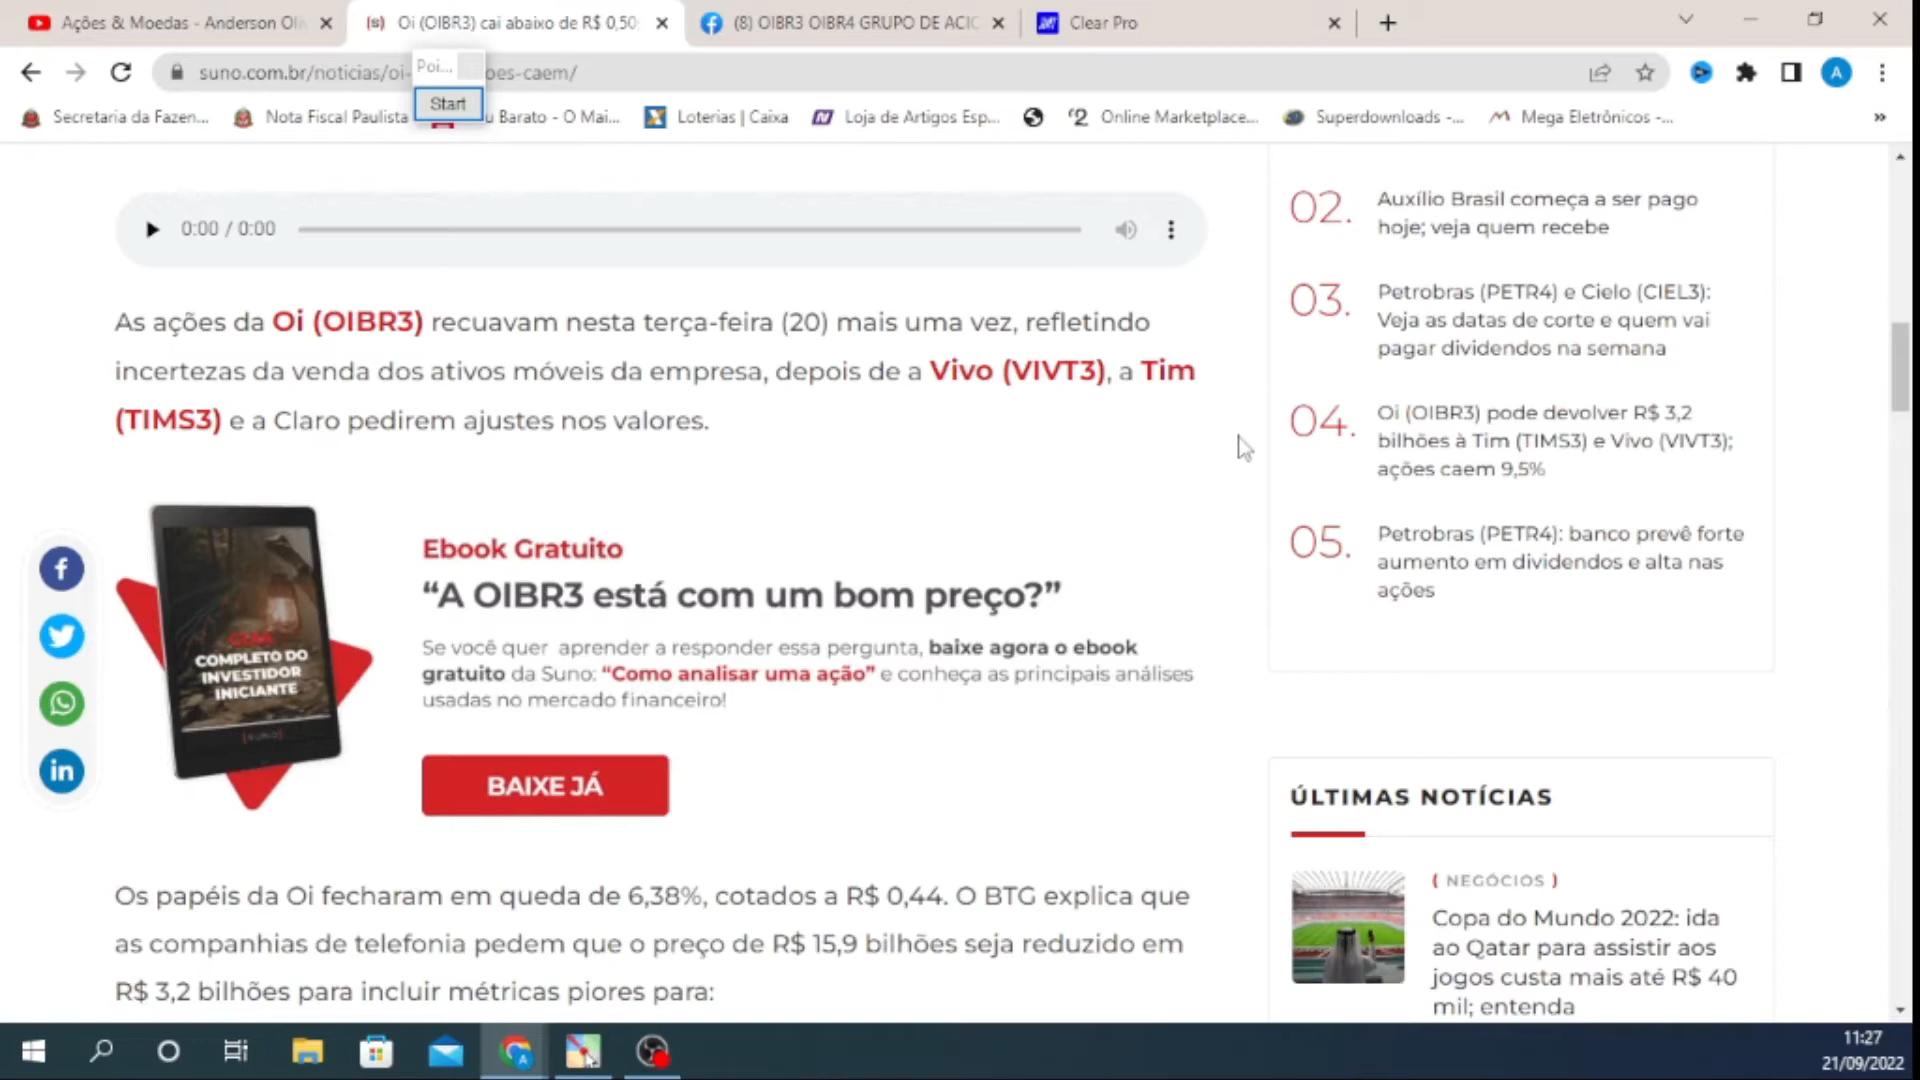 Ações & Moedas - Anderson Oli
Oi (OIBR3) cai abaixo de R$ 0,50
(8) OIBR3 OIBR4 GRUPO DE ACIO
Clear Pro
suno.com.br/noticias/oi-
oes-caem/
Poi...
Start
Secretaria da Fazen...
Nota Fiscal Paulista
u Barato - O Mai...
Loterias | Caixa
Loja de Artigos Esp...
Online Marketplace...
Superdownloads -...
Mega Eletrônicos -...
»
0:00 / 0:00
As ações da Oi (OIBR3) recuavam nesta terça-feira (20) mais uma vez, refletindo
incertezas da venda dos ativos móveis da empresa, depois de a Vivo (VIVT3), a Tim
(TIMS3) e a Claro pedirem ajustes nos valores.
COMPLETO DO
INVESTIDOR
INICIANTE
Ebook Gratuito
“A OIBR3 está com um bom preço?”
Se você quer aprender a responder essa pergunta, baixe agora o ebook
gratuito da Suno: “Como analisar uma ação” e conheça as principais análises
usadas no mercado financeiro!
BAIXE JÁ
Os papéis da Oi fecharam em queda de 6,38%, cotados a R$ 0,44. O BTG explica que
as companhias de telefonia pedem que o preço de R$ 15,9 bilhões seja reduzido em
R$ 3,2 bilhões para incluir métricas piores para:
02.
Auxílio Brasil começa a ser pago
hoje; veja quem recebe
03.
Petrobras (PETR4) e Cielo (CIEL3):
Veja as datas de corte e quem vai
pagar dividendos na semana
04.
Oi (OIBR3) pode devolver R$ 3,2
bilhões à Tim (TIMS3) e Vivo (VIVT3);
ações caem 9,5%
05.
Petrobras (PETR4): banco prevê forte
aumento em dividendos e alta nas
ações
ÚLTIMAS NOTÍCIAS
( NEGÓCIOS )
Copa do Mundo 2022: ida
ao Qatar para assistir aos
jogos custa mais até R$ 40
mil; entenda
11:27
21/09/2022